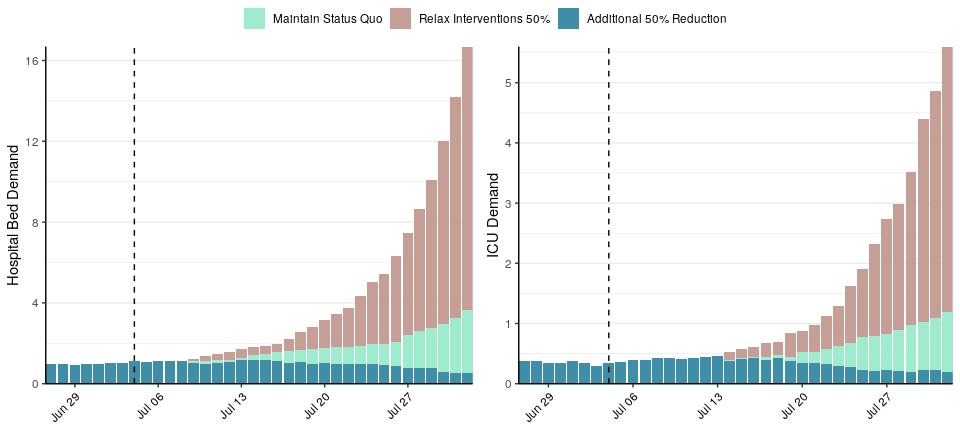 Maintain Status Quo Relax Interventions 50% Additional 50% Reduction
Hospital Bed Demand
16
12
8
4
0
Jun 29 Jul 06 Jul 13 Jul 20 Jul 27
ICU Demand
5
4
3
2
1
0
Jun 29 Jul 06 Jul 13 Jul 20 Jul 27